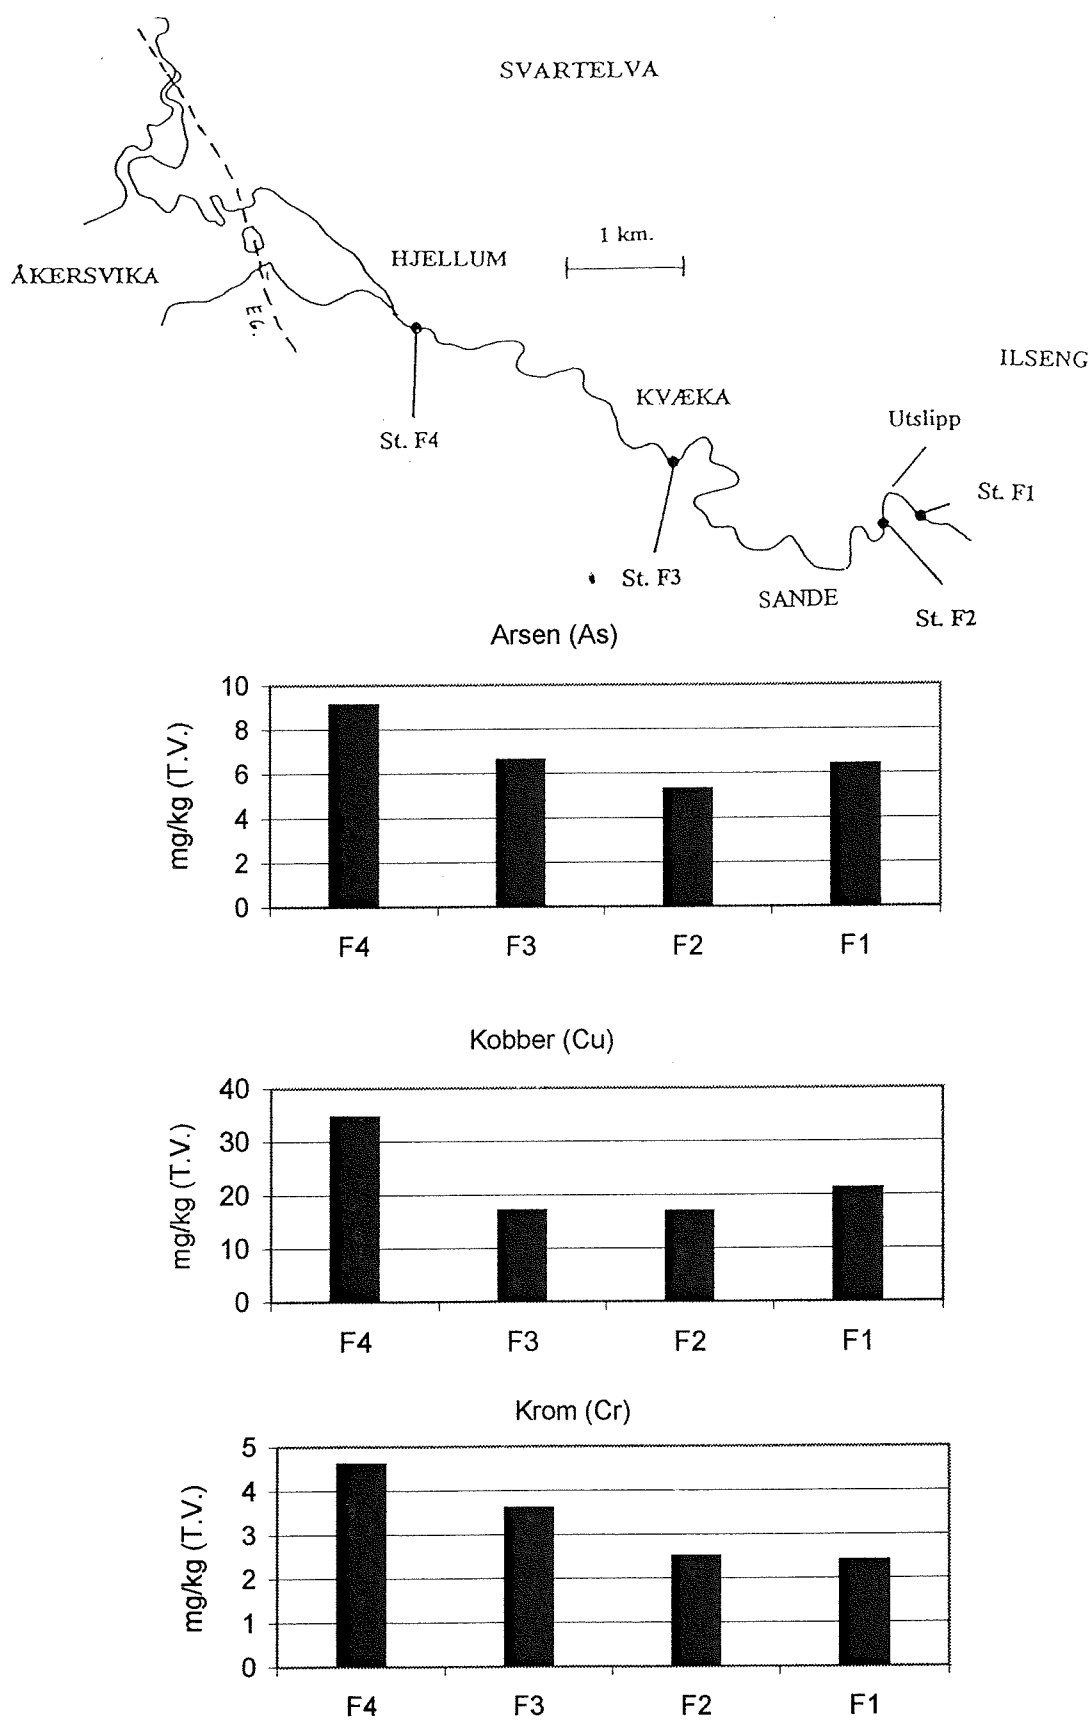 SVARTELVA
1 km.
HJELLUM
ÅKERSVIKA
E6.
ILSENG
KVÆKA
Utslipp
St. F4
St. F1
St. F3
SANDE
St. F2
Arsen (As)
mg/kg (T.V.)
10
8
6
4
2
0
F4 F3 F2 F1
Kobber (Cu)
mg/kg (T.V.)
40
30
20
10
0
F4 F3 F2 F1
Krom (Cr)
mg/kg (T.V.)
5
4
3
2
1
0
F4 F3 F2 F1